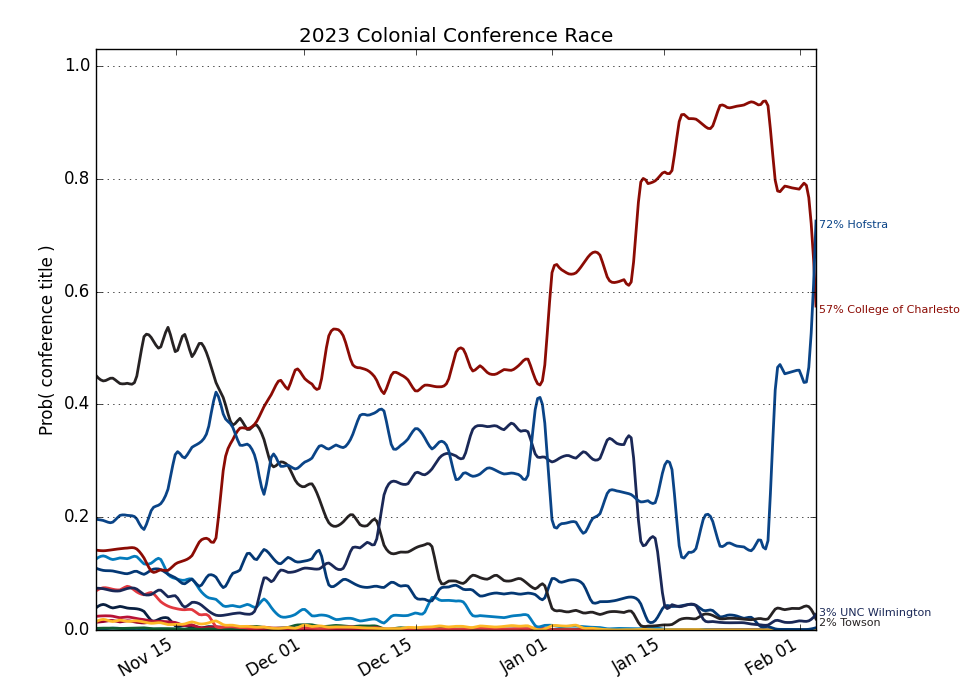 2023 Colonial Conference Race
Prob( conference title )
1.0
0.8
0.6
0.4
0.2
0.0
Nov 15
Dec 01
Dec 15
Jan 01
Jan 15
Feb 01
72% Hofstra
57% College of Charlesto
3% UNC Wilmington
2% Towson